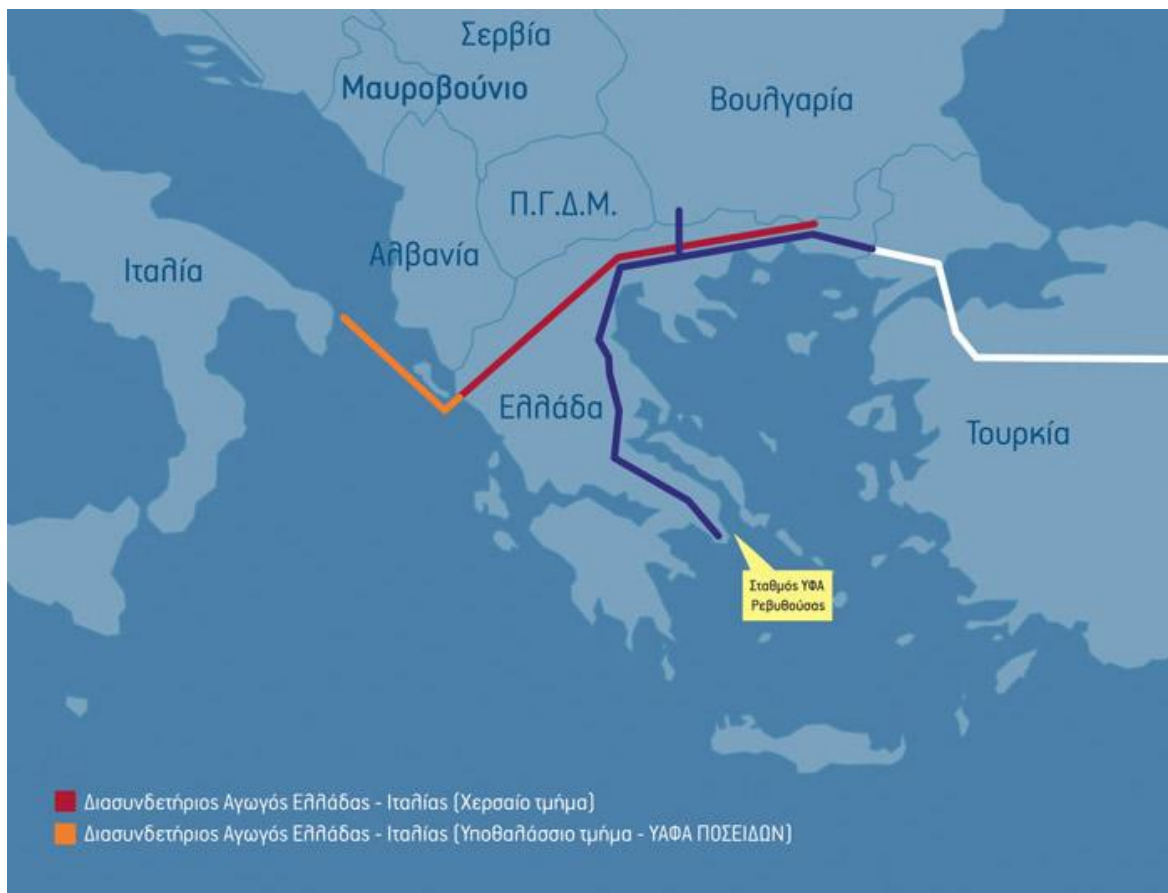 Σερβία
Μαυροβούνιο
Βουλγαρία
Π.Γ.Δ.Μ.
Αλβανία
Ιταλία
Ελλάδα
Τουρκία
Σταθμός ΥΦΑ
Ρεβυθούσας
Διασυνδετήριος Αγωγός Ελλάδας - Ιταλίας (Χερσαίο τμήμα)
Διασυνδετήριος Αγωγός Ελλάδας - Ιταλίας (Υποθαλάσσιο τμήμα - ΥΑΦΑ ΠΟΣΕΙΔΩΝ)